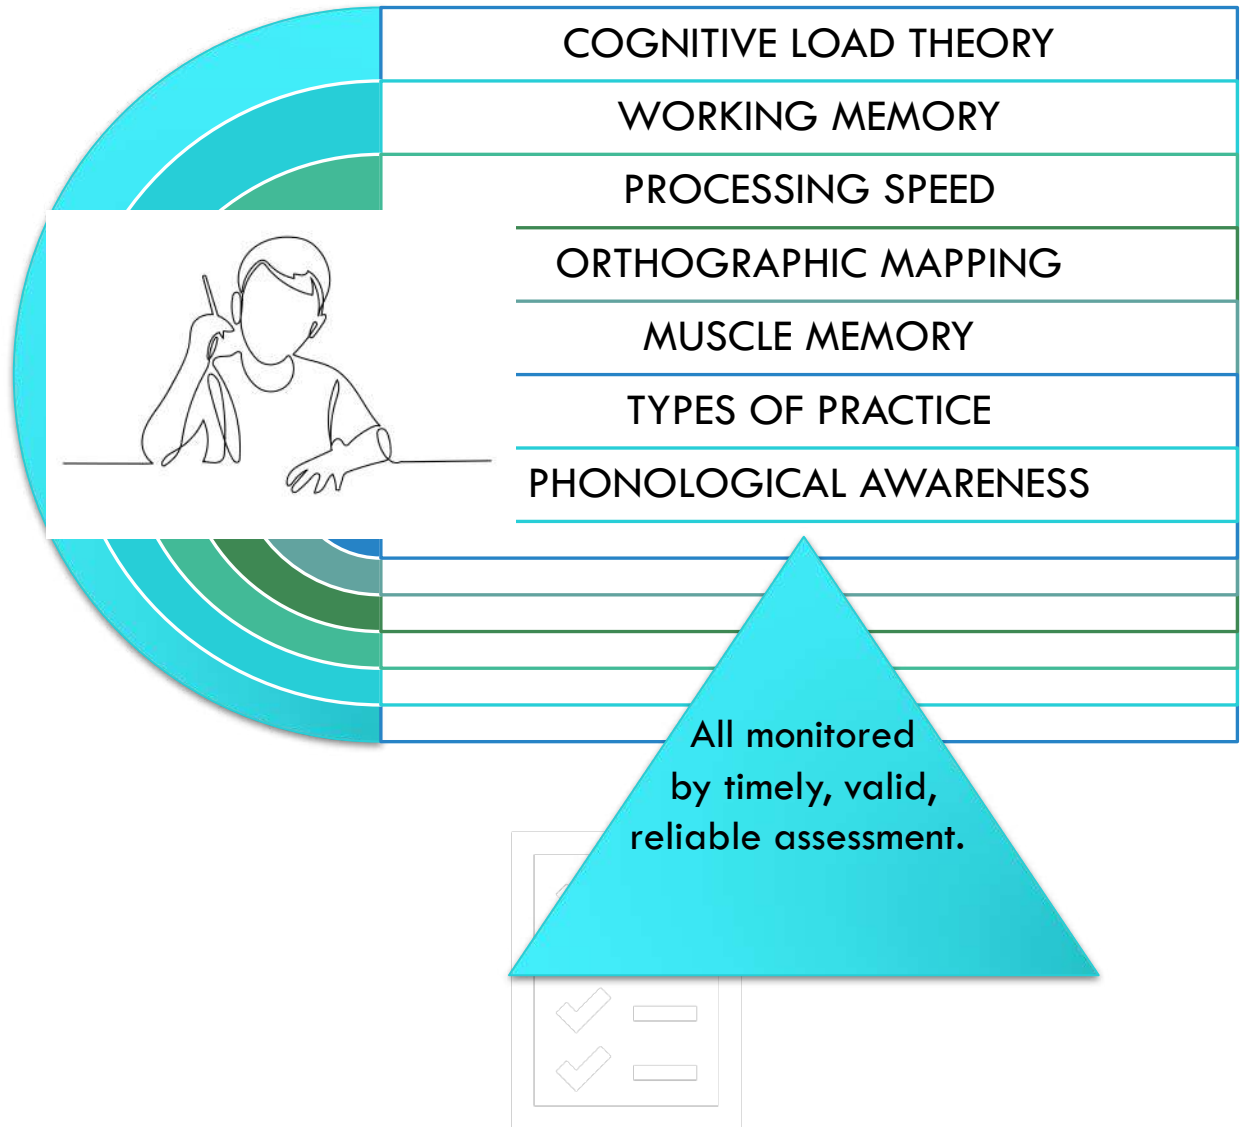 COGNITIVE LOAD THEORY
WORKING MEMORY
PROCESSING SPEED
ORTHOGRAPHIC MAPPING
MUSCLE MEMORY
TYPES OF PRACTICE
PHONOLOGICAL AWARENESS
All monitored
by timely, valid,
reliable assessment.